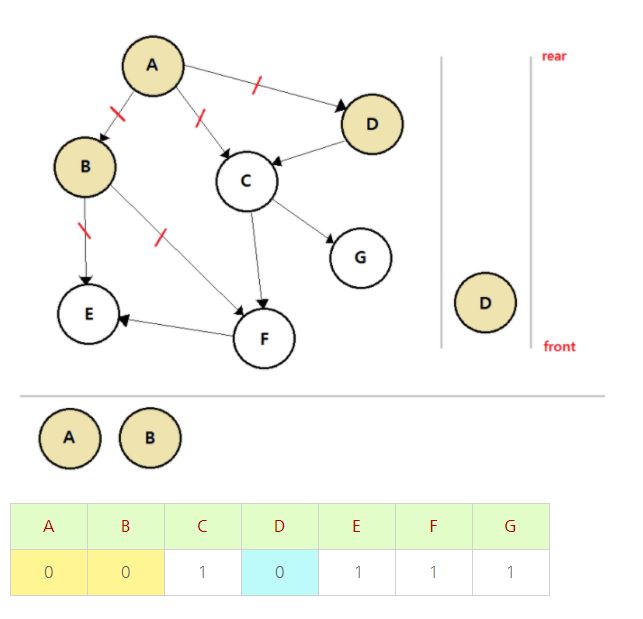 A
rear
D
B
C
G
D
E
F
front
A B
A B C D E F G
0 0 1 0 1 1 1